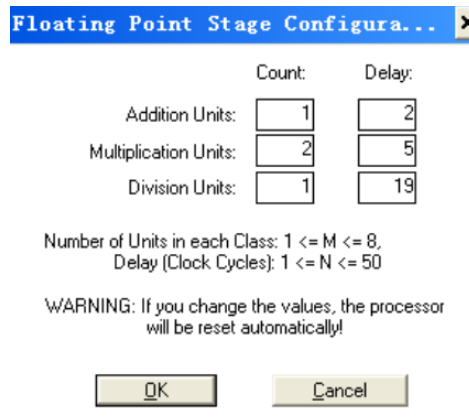 Floating Point Stage Configura...
Count: Delay:
Addition Units: 1 2
Multiplication Units: 2 5
Division Units: 1 19
Number of Units in each Class: 1 <= M <= 8,
Delay (Clock Cycles): 1 <= N <= 50
WARNING: If you change the values, the processor
will be reset automatically!
OK Cancel